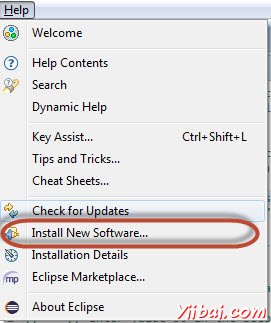 Help
Welcome
Help Contents
Search
Dynamic Help
Key Assist... Ctrl+Shift+L
Tips and Tricks...
Cheat Sheets...
Check for Updates
Install New Software...
Installation Details
mp Eclipse Marketplace...
About Eclipse
Yiibai.com